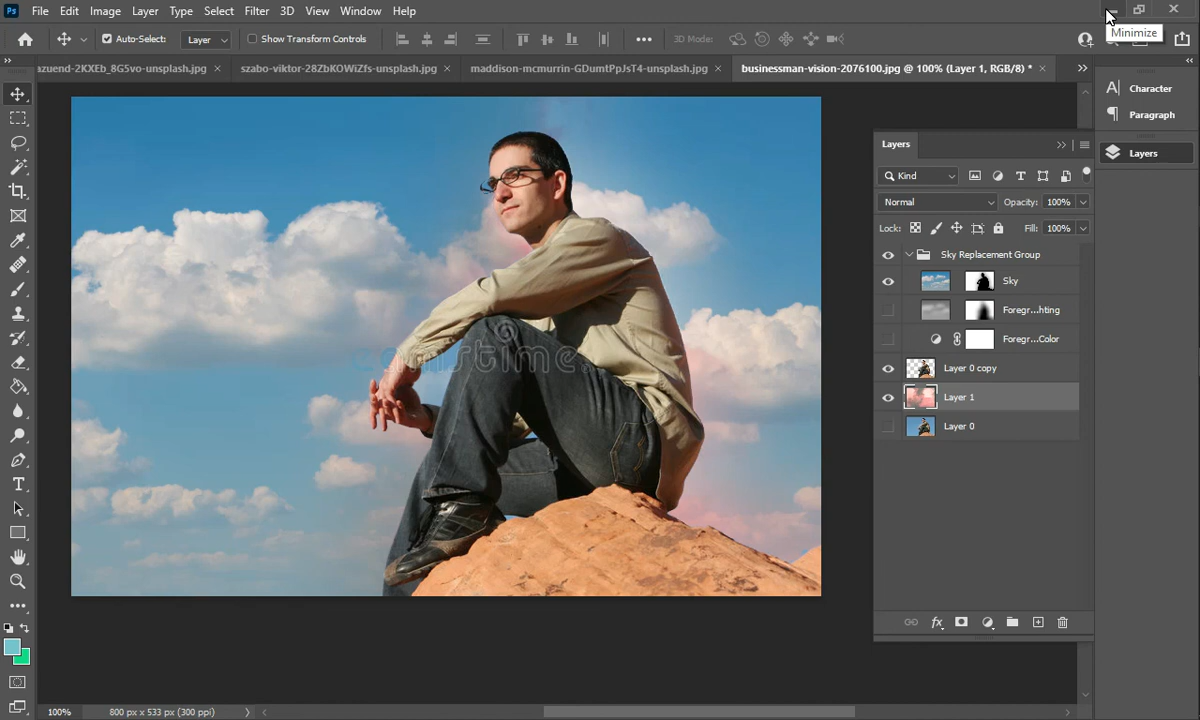 Ps File Edit Image Layer Type Select Filter 3D View Window Help
Minimize
Auto-Select: Layer Show Transform Controls 3D Mode:
azuend-2KXEb_8G5vo-unsplash.jpg szabo-viktor-28ZbKOWiZfs-unsplash.jpg maddison-mcmurrin-GDumtPpJsT4-unsplash.jpg businessman-vision-2076100.jpg @ 100% (Layer 1, RGB/8) *
Character
Paragraph
Layers
Layers
Kind
Normal Opacity: 100%
Lock: Fill: 100%
Sky Replacement Group
Sky
Foregr...hting
Foregr...Color
Layer 0 copy
Layer 1
Layer 0
fx
100% 800 px x 533 px (300 ppi)